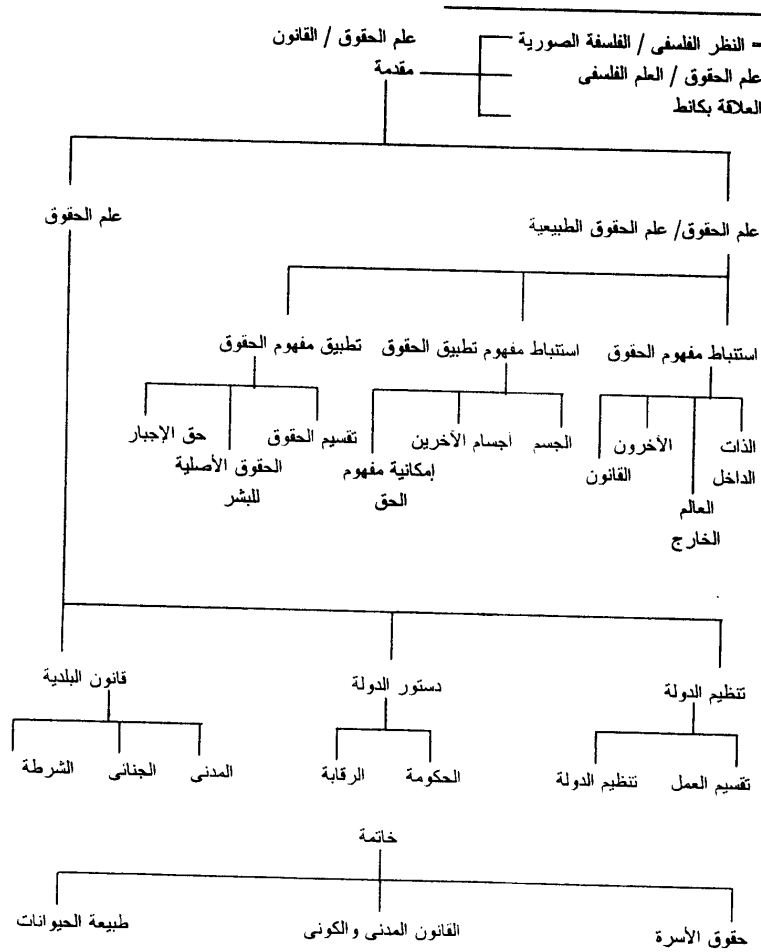 = النظر الفلسفى / الفلسفة الصورية
علم الحقوق / القانون
علم الحقوق / العلم الفلسفى
مقدمة
العلاقة بكانط
علم الحقوق/ علم الحقوق الطبيعية
علم الحقوق
استنباط مفهوم الحقوق
استنباط مفهوم تطبيق الحقوق
تطبيق مفهوم الحقوق
الذات
الداخل
العالم
الخارج
الآخرون
القانون
الجسم
أجسام الآخرين
إمكانية مفهوم
الحق
تقسيم الحقوق
الحقوق الأصلية
للبشر
حق الإجبار
تنظيم الدولة
دستور الدولة
قانون البلدية
تقسيم العمل
تنظيم الدولة
الحكومة
الرقابة
المدنى
الجنائى
الشرطة
خاتمة
حقوق الأسرة
القانون المدنى والكونى
طبيعة الحيوانات